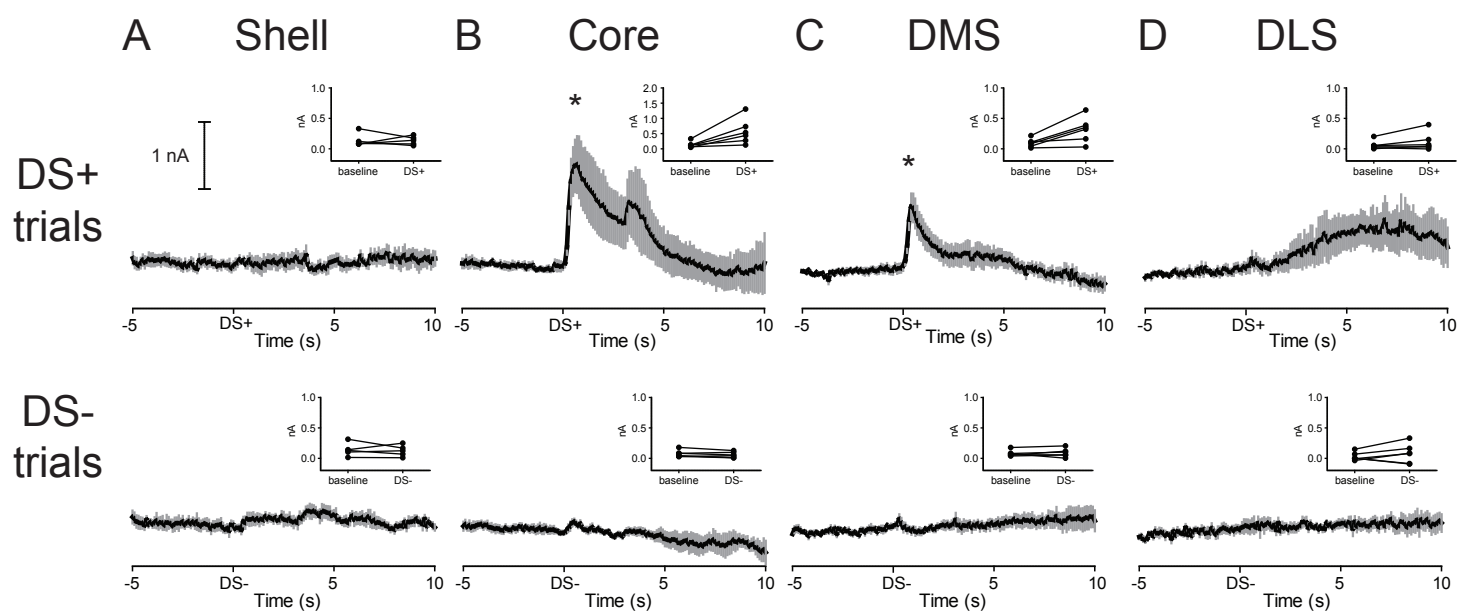 A Shell B Core C DMS D DLS
DS+
trials
1 nA
1.0
0.5
0.0
nA
baseline DS+
*
2.0
1.5
1.0
0.5
0.0
nA
baseline DS+
*
1.0
0.5
0.0
nA
baseline DS+
1.0
0.5
0.0
nA
baseline DS+
-5 DS+ 5 10
Time (s)
-5 DS+ 5 10
Time (s)
-5 DS+ 5 10
Time (s)
-5 DS+ 5 10
Time (s)
DS-
trials
1.0
0.5
0.0
nA
baseline DS-
1.0
0.5
0.0
nA
baseline DS-
1.0
0.5
0.0
nA
baseline DS-
1.0
0.5
0.0
nA
baseline DS-
-5 DS- 5 10
Time (s)
-5 DS- 5 10
Time (s)
-5 DS- 5 10
Time (s)
-5 DS- 5 10
Time (s)